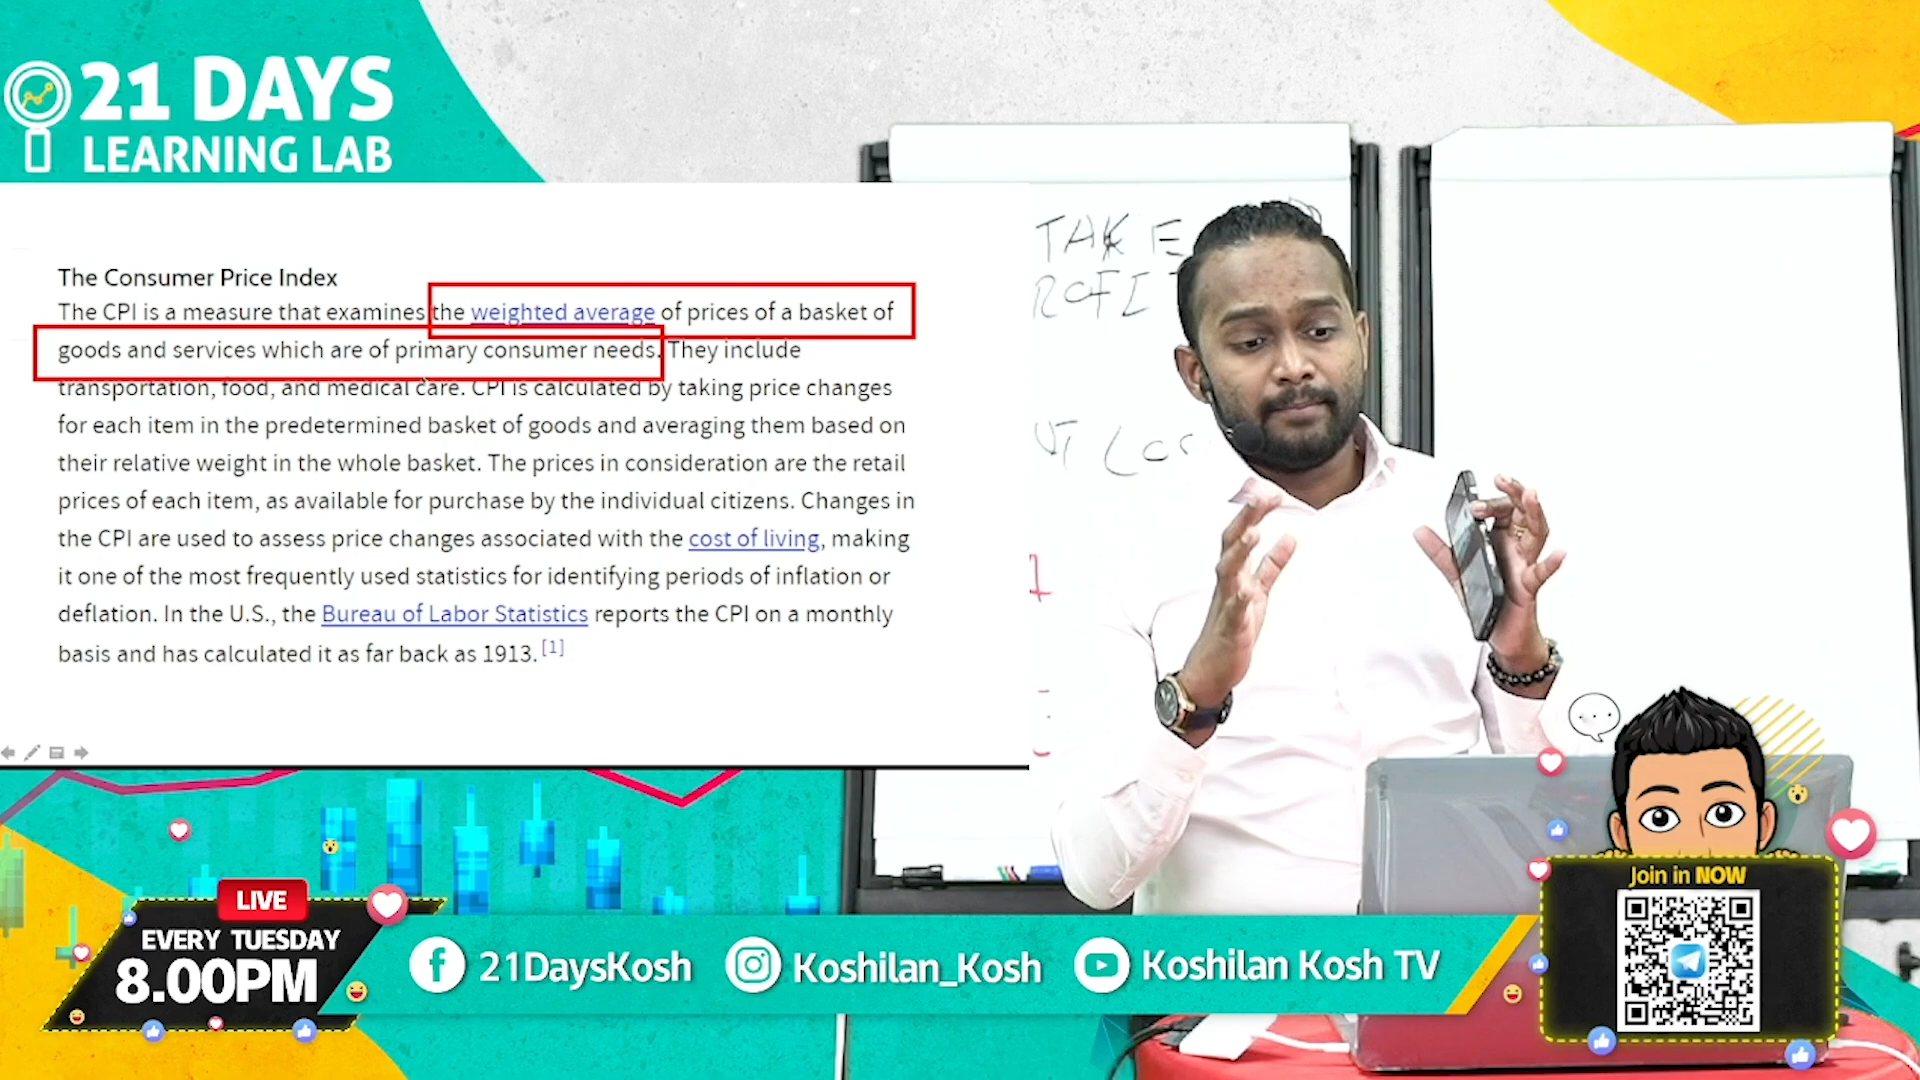 21 DAYS
LEARNING LAB
The Consumer Price Index
The CPI is a measure that examines the weighted average of prices of a basket of
goods and services which are of primary consumer needs. They include
transportation, food, and medical care. CPI is calculated by taking price changes
for each item in the predetermined basket of goods and averaging them based on
their relative weight in the whole basket. The prices in consideration are the retail
prices of each item, as available for purchase by the individual citizens. Changes in
the CPI are used to assess price changes associated with the cost of living, making
it one of the most frequently used statistics for identifying periods of inflation or
deflation. In the U.S., the Bureau of Labor Statistics reports the CPI on a monthly
basis and has calculated it as far back as 1913. [1]
TAKE
LIVE
EVERY TUESDAY
8.00PM
21DaysKosh
Koshilan_Kosh
Koshilan Kosh TV
Join in NOW